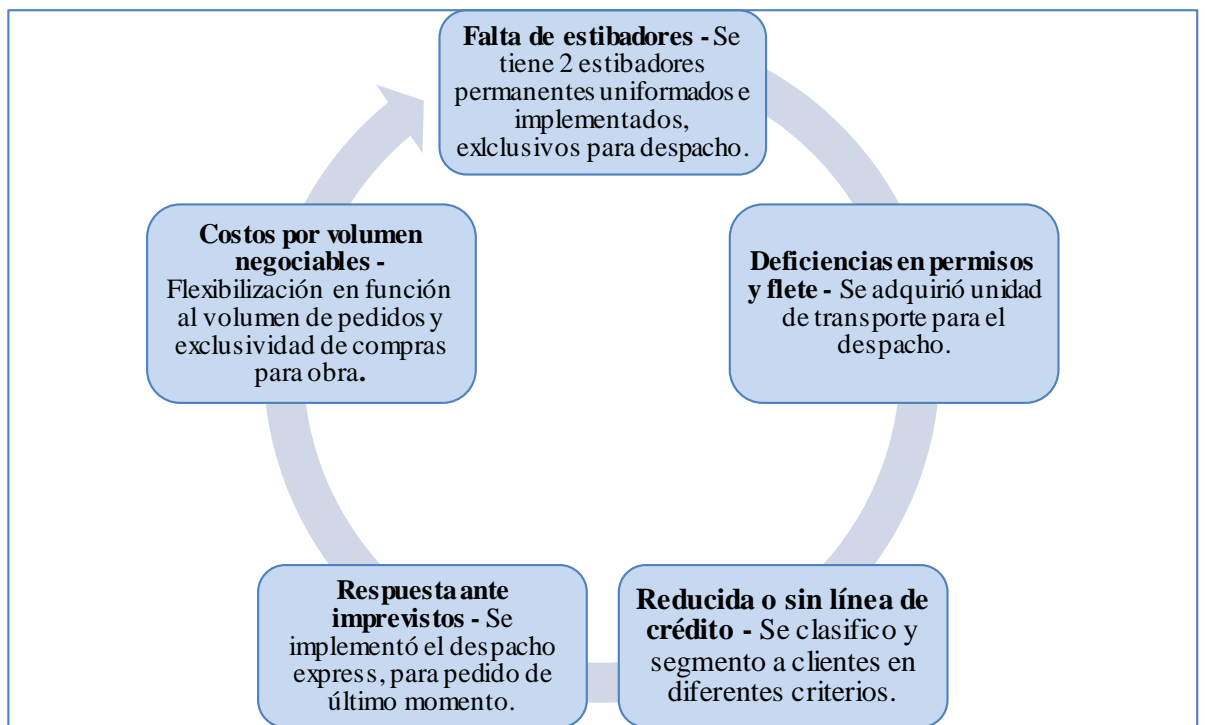 Falta de estibadores - Se
tiene 2 estibadores
permanentes uniformados e
implementados,
exlclusivos para despacho.
Deficiencias en permisos
y flete - Se adquirió unidad
de transporte para el
despacho.
Reducida o sin línea de
crédito - Se clasifico y
segmento a clientes en
diferentes criterios.
Respuesta ante
imprevistos - Se
implementó el despacho
express, para pedido de
último momento.
Costos por volumen
negociables -
Flexibilización en función
al volumen de pedidos y
exclusividad de compras
para obra.